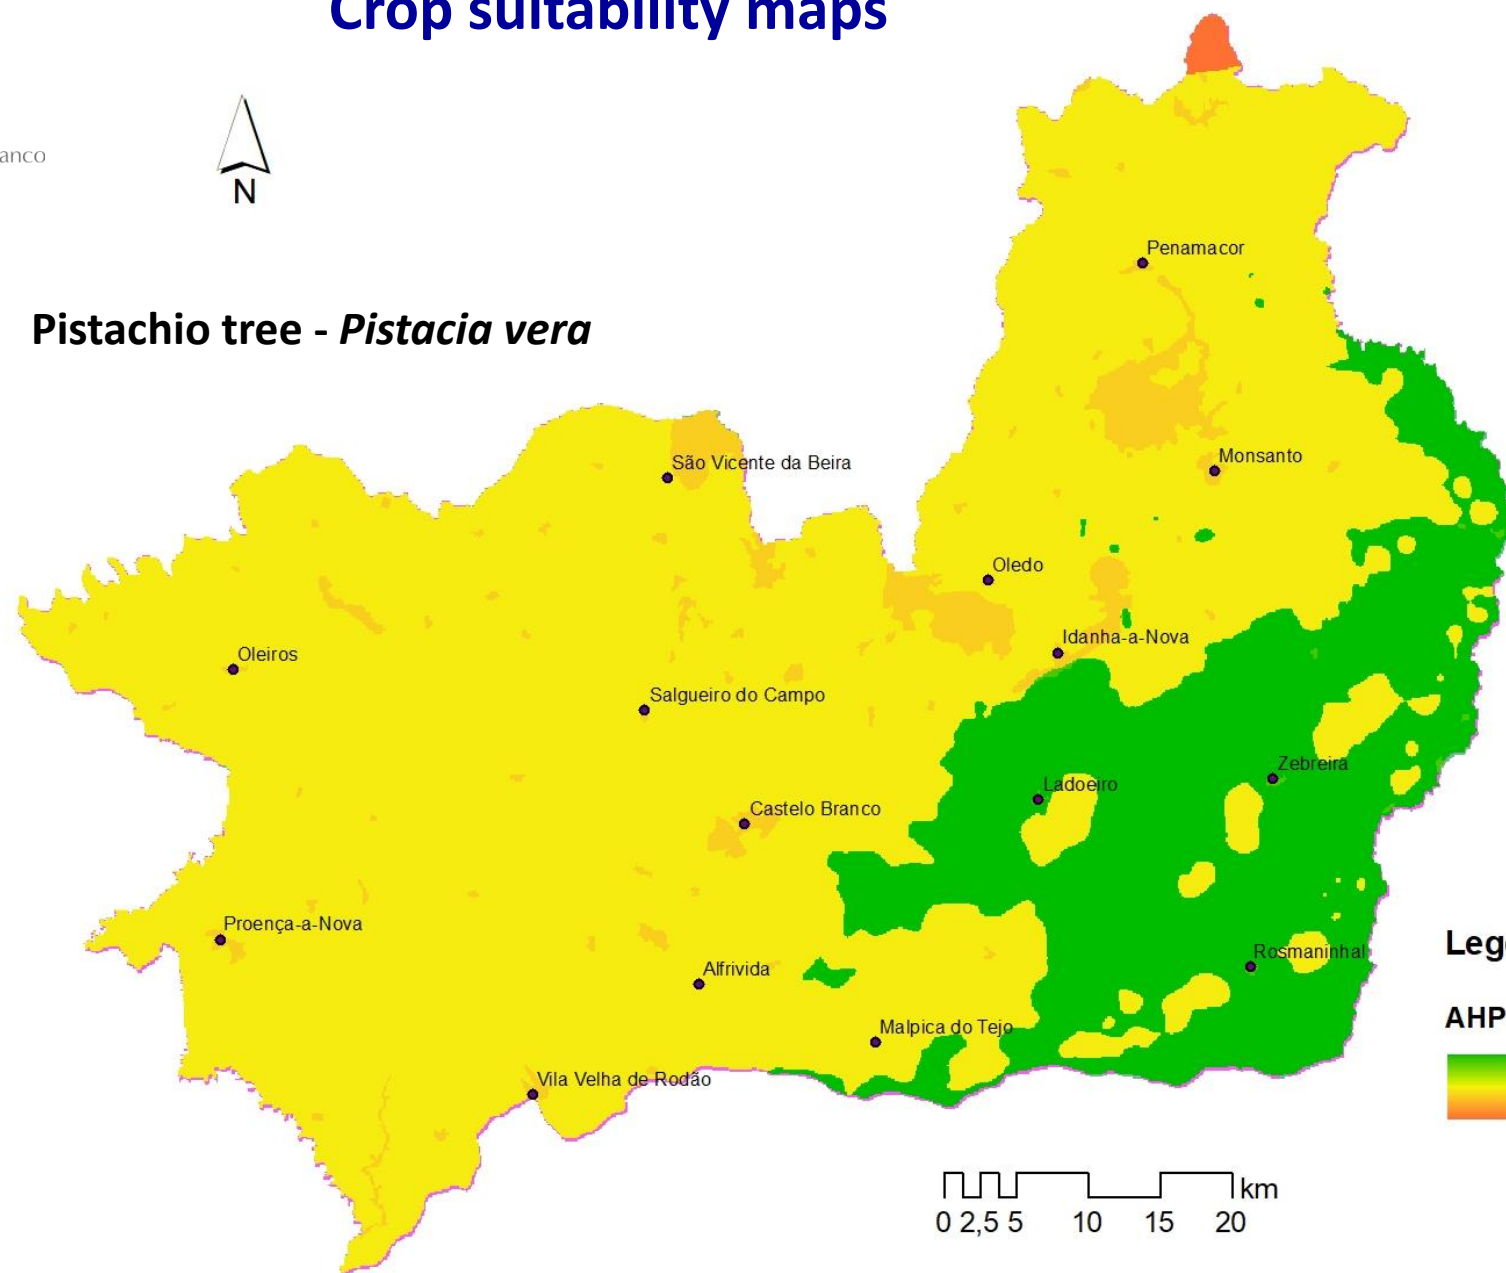 Crop suitability maps
anco
N
Pistachio tree - Pistacia vera
Penamacor
São Vicente da Beira
Monsanto
Oledo
Idanha-a-Nova
Oleiros
Salgueiro do Campo
Zebreira
Ladoeiro
Castelo Branco
Proença-a-Nova
Rosmaninhal
Alfrivida
Malpica do Tejo
Vila Velha de Rodão
Leg
AHP
km
0 2,5 5 10 15 20